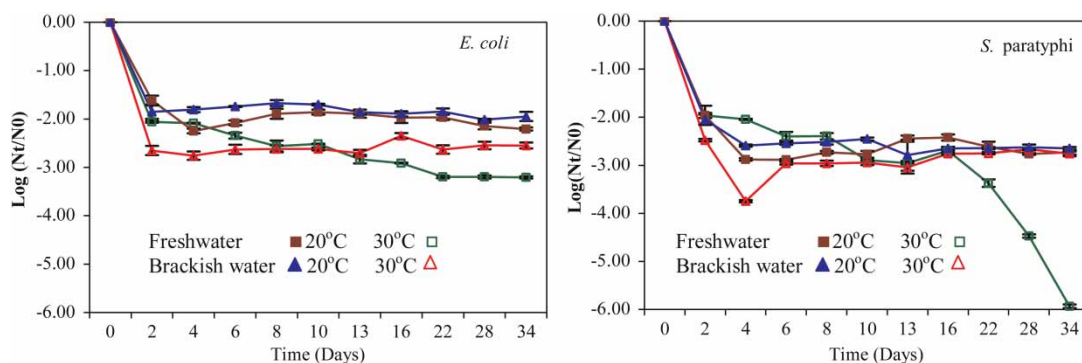 E. coli
Log (Nt/N0)
0.00
-1.00
-2.00
-3.00
-4.00
-5.00
-6.00
Freshwater 20°C 30°C
Brackish water 20°C 30°C
0 2 4 6 8 10 13 16 22 28 34
Time (Days)
S. paratyphi
Log(Nt/N0)
0.00
-1.00
-2.00
-3.00
-4.00
-5.00
-6.00
Freshwater 20°C 30°C
Brackish water 20°C 30°C
0 2 4 6 8 10 13 16 22 28 34
Time (Days)